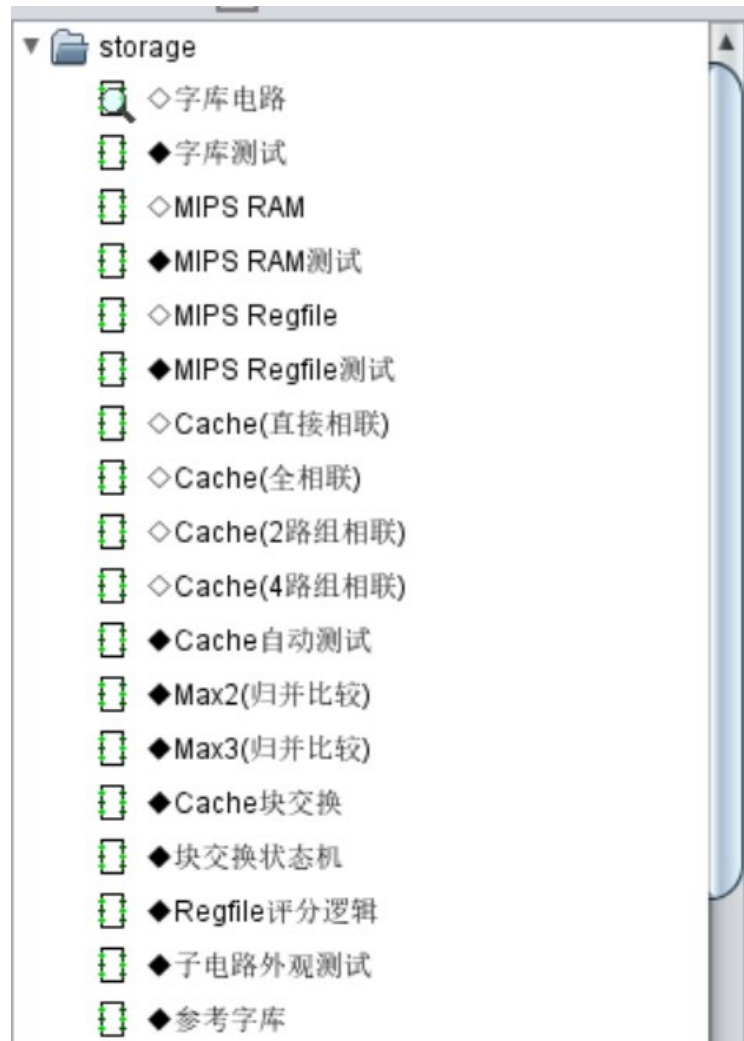 storage
◇字库电路
◆字库测试
◇MIPS RAM
◆MIPS RAM测试
◇MIPS Regfile
◆MIPS Regfile测试
◇Cache(直接相联)
◇Cache(全相联)
◇Cache(2路组相联)
◇Cache(4路组相联)
◆Cache自动测试
◆Max2(归并比较)
◆Max3(归并比较)
◆Cache块交换
◆块交换状态机
◆Regfile评分逻辑
◆子电路外观测试
◆参考字库